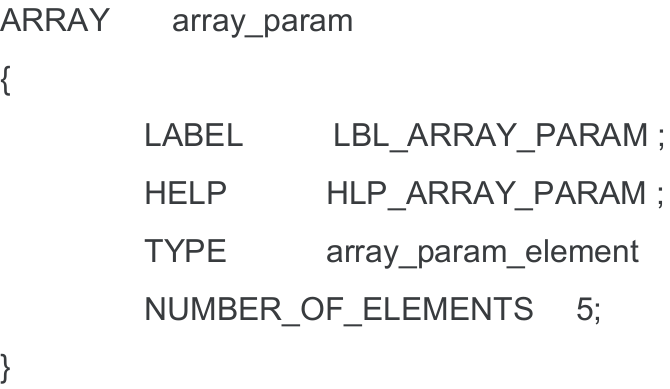 ARRAY array_param
{
LABEL LBL_ARRAY_PARAM ;
HELP HLP_ARRAY_PARAM ;
TYPE array_param_element
NUMBER_OF_ELEMENTS 5;
}